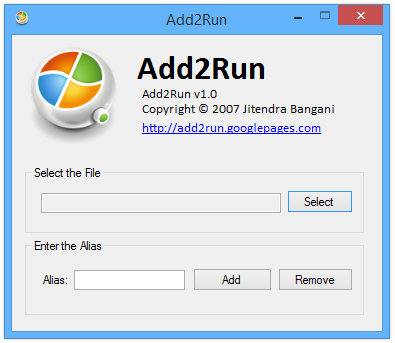 Add2Run
Add2Run
Add2Run v1.0
Copyright © 2007 Jitendra Bangani
http://add2run.googlepages.com
Select the File
Select
Enter the Alias
Alias:
Add
Remove